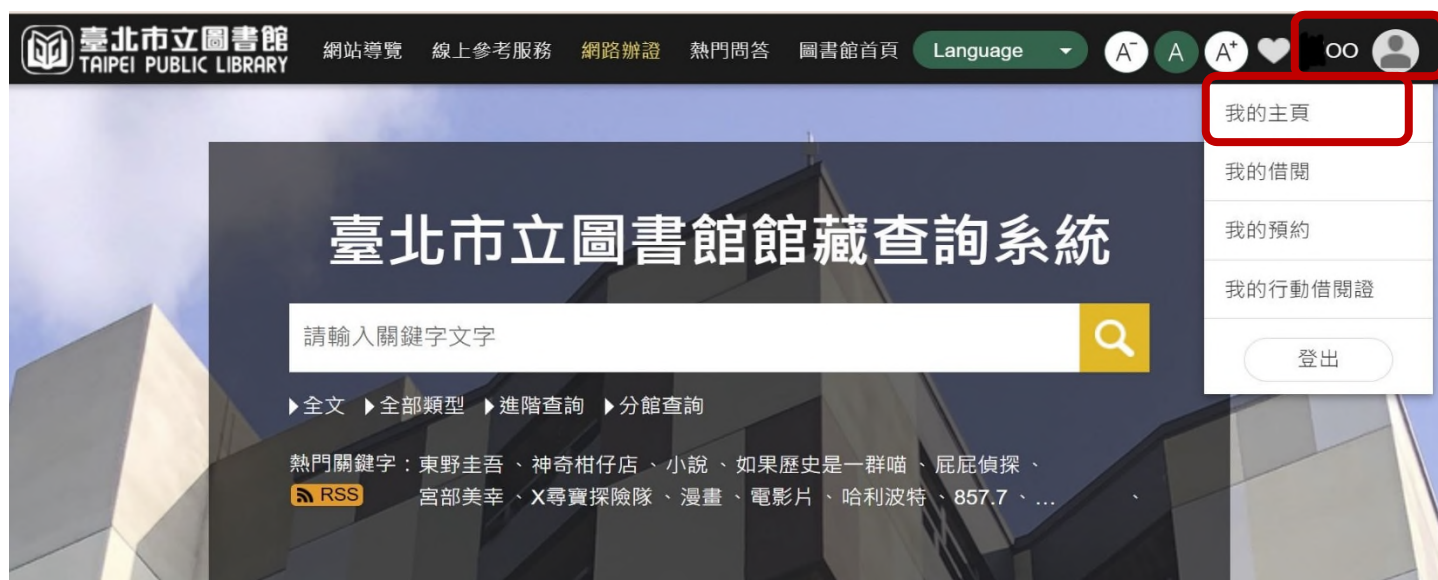 臺北市立圖書館
TAIPEI PUBLIC LIBRARY
網站導覽 線上參考服務 網路辦證 熱門問答 圖書館首頁 Language A- A A+ OO
我的主頁
我的借閱
我的預約
我的行動借閱證
登出
臺北市立圖書館館藏查詢系統
請輸入關鍵字文字
全文 全部類型 進階查詢 分館查詢
熱門關鍵字：東野圭吾、神奇柑仔店、小說、如果歷史是一群喵、屁屁偵探、
RSS 宮部美幸、X尋寶探險隊、漫畫、電影片、哈利波特、857.7、... 、